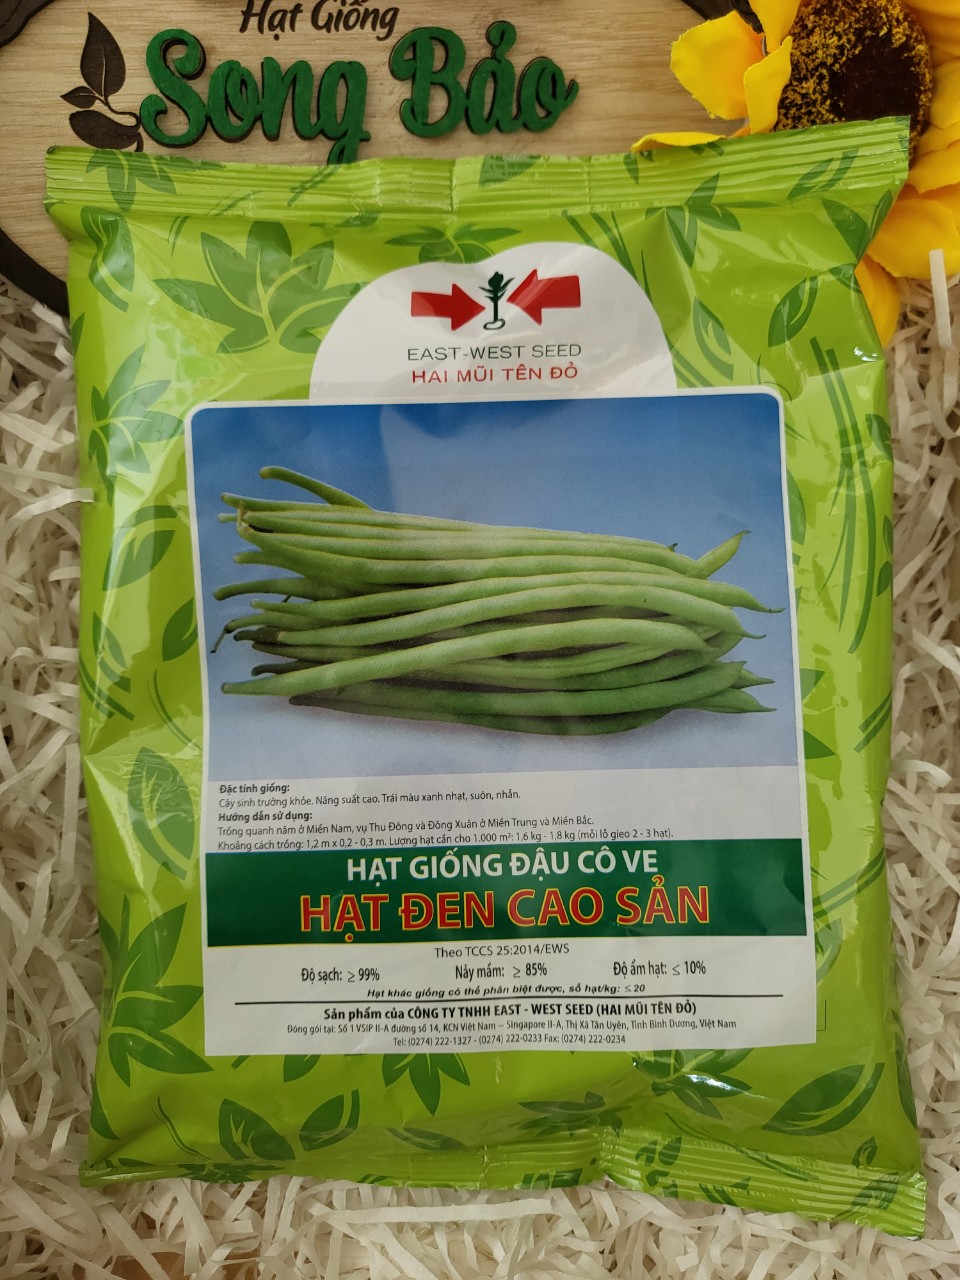 Hạt Giống
Song Bảo
EAST-WEST SEED
HAI MŨI TÊN ĐỎ
Đặc tính giống:
Cây sinh trưởng khỏe. Năng suất cao. Trái màu xanh nhạt, suôn, nhẵn.
Hướng dẫn sử dụng:
Trồng quanh năm ở Miền Nam, vụ Thu Đông và Đông Xuân ở Miền Trung và Miền Bắc.
Khoảng cách trồng: 1,2 m x 0,2 - 0,3 m. Lượng hạt cần cho 1.000 m²: 1,6 kg - 1,8 kg (mỗi lỗ gieo 2 - 3 hạt).
HẠT GIỐNG ĐẬU CÔ VE
HẠT ĐEN CAO SẢN
Theo TCCS 25:2014/EWS
Độ sạch: ≥ 99% Nảy mầm: ≥ 85% Độ ẩm hạt: ≤ 10%
Hạt khác giống có thể phân biệt được, số hạt/kg: ≤ 20
Sản phẩm của CÔNG TY TNHH EAST - WEST SEED (HAI MŨI TÊN ĐỎ)
Đóng gói tại: Số 1 VSIP II-A đường số 14, KCN Việt Nam – Singapore II-A, Thị Xã Tân Uyên, Tỉnh Bình Dương, Việt Nam
Tel: (0274) 222-1327 - (0274) 222-0233 Fax: (0274) 222-0234